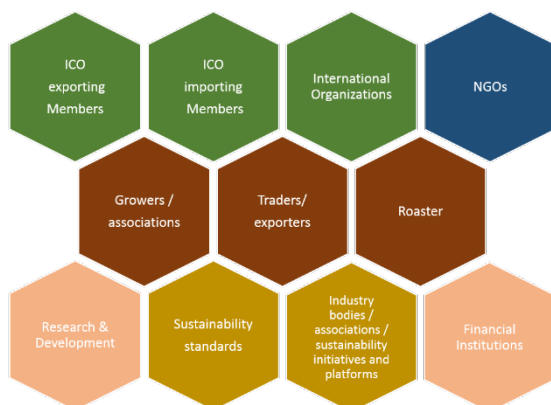 ICO
exporting
Members
ICO
importing
Members
International
Organizations
NGOs
Growers /
associations
Traders/
exporters
Roaster
Research &
Development
Sustainability
standards
Industry
bodies /
associations /
sustainability
initiatives and
platforms
Financial
Institutions